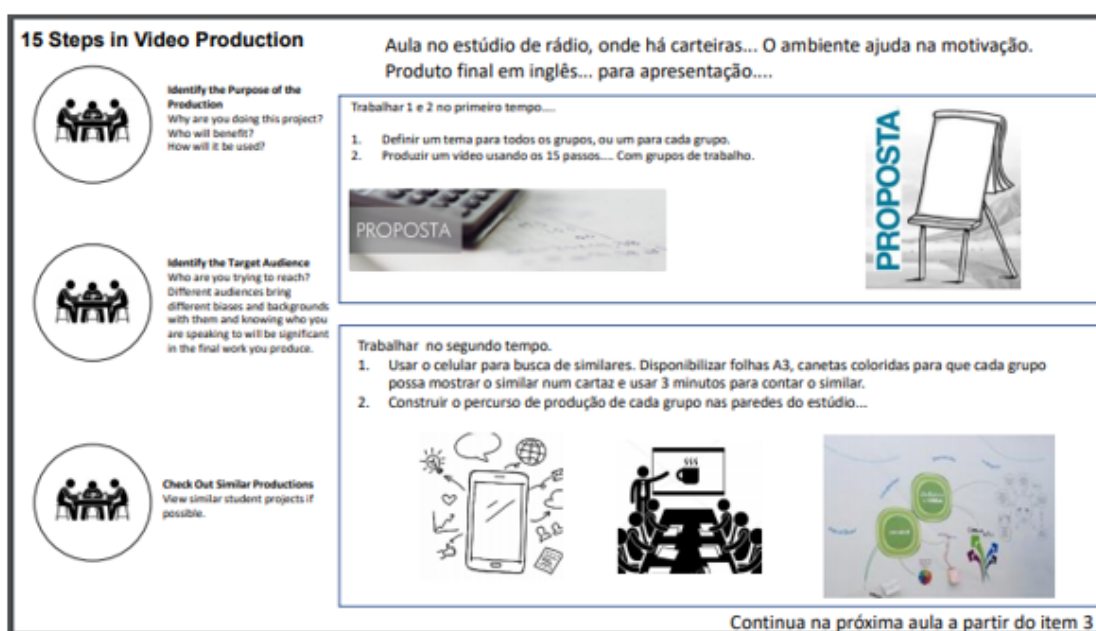 15 Steps in Video Production
Aula no estúdio de rádio, onde há carteiras... O ambiente ajuda na motivação.
Produto final em inglês... para apresentação....
Identify the Purpose of the
Production
Why are you doing this project?
Who will benefit?
How will it be used?
Trabalhar 1 e 2 no primeiro tempo....
1. Definir um tema para todos os grupos, ou um para cada grupo.
2. Produzir um vídeo usando os 15 passos.... Com grupos de trabalho.
PROPOSTA
PROPOSTA
Identify the Target Audience
Who are you trying to reach?
Different audiences bring
different biases and backgrounds
with them and knowing who you
are speaking to will be significant
in the final work you produce.
Trabalhar no segundo tempo.
1. Usar o celular para busca de similares. Disponibilizar folhas A3, canetas coloridas para que cada grupo
possa mostrar o similar num cartaz e usar 3 minutos para contar o similar.
2. Construir o percurso de produção de cada grupo nas paredes do estúdio...
Check Out Similar Productions
View similar student projects if
possible.
Continua na próxima aula a partir do item 3